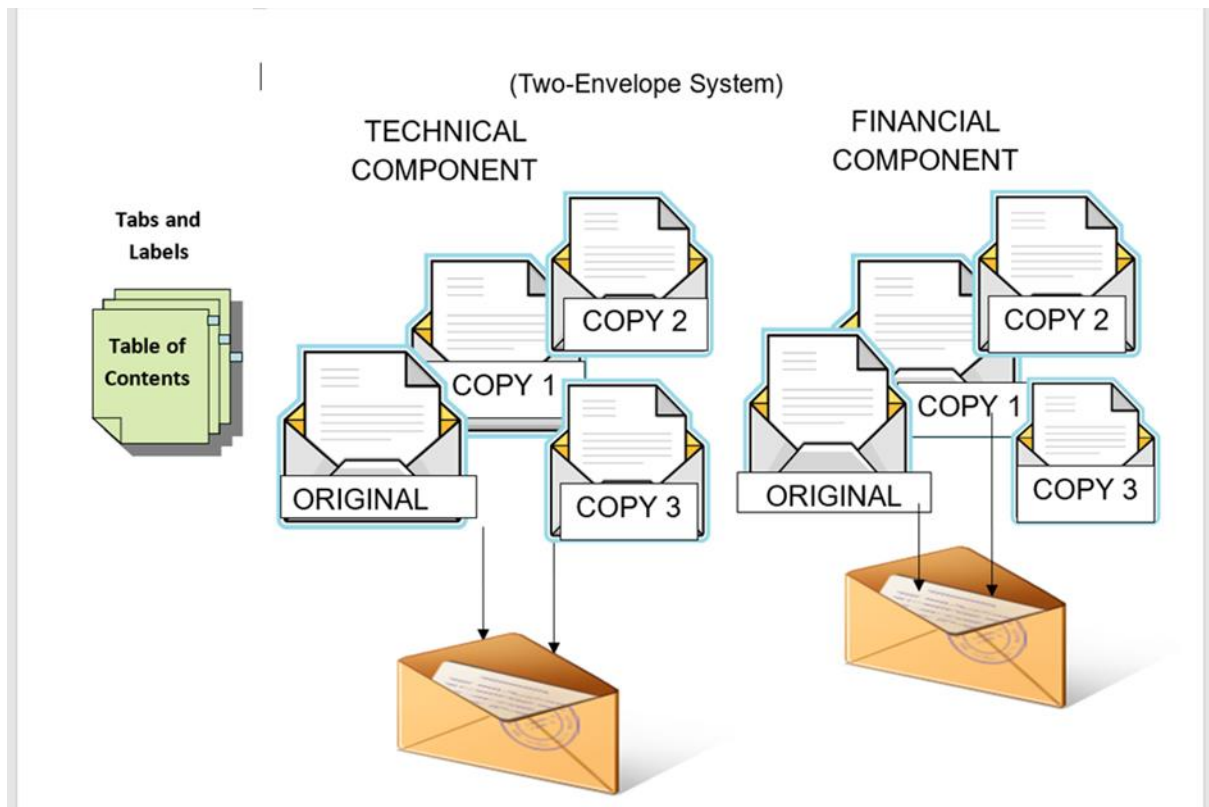 (Two-Envelope System)
TECHNICAL
COMPONENT
FINANCIAL
COMPONENT
Tabs and
Labels
Table of
Contents
COPY 2
COPY 1
ORIGINAL
COPY 3
COPY 2
COPY 1
ORIGINAL
COPY 3